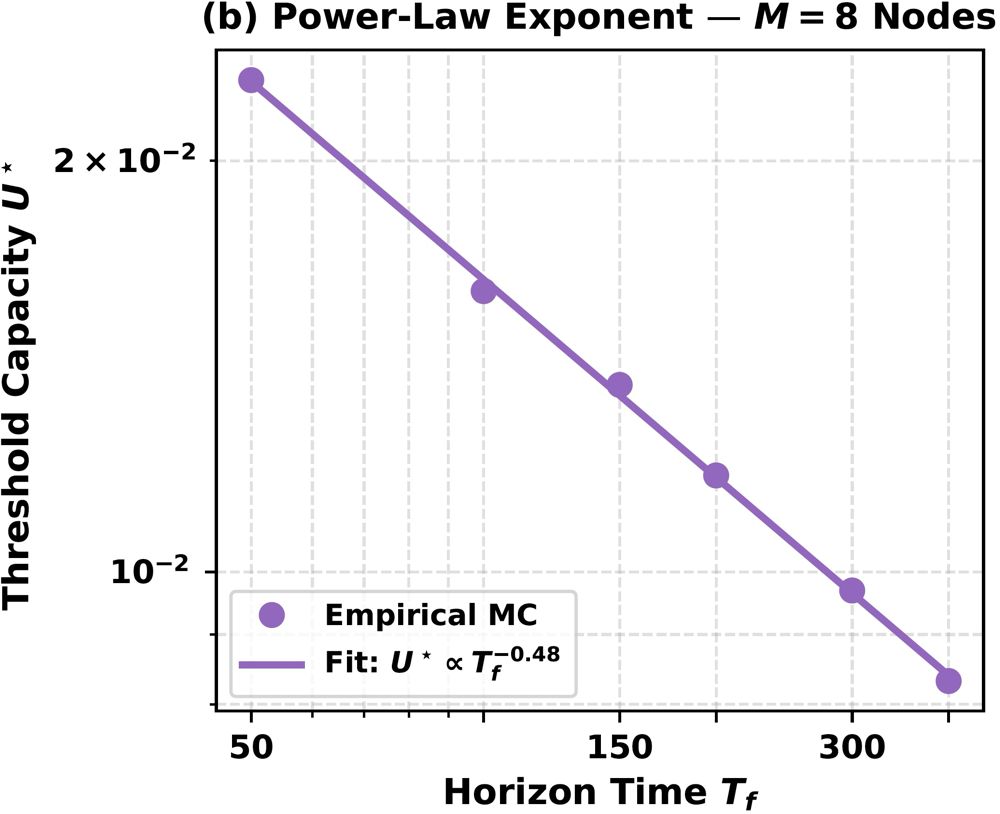 (b) Power-Law Exponent — M = 8 Nodes
Threshold Capacity U⋆
2 × 10⁻²
10⁻²
Empirical MC
Fit: U⋆ ∝ T_f^−0.48
50 150 300
Horizon Time T_f